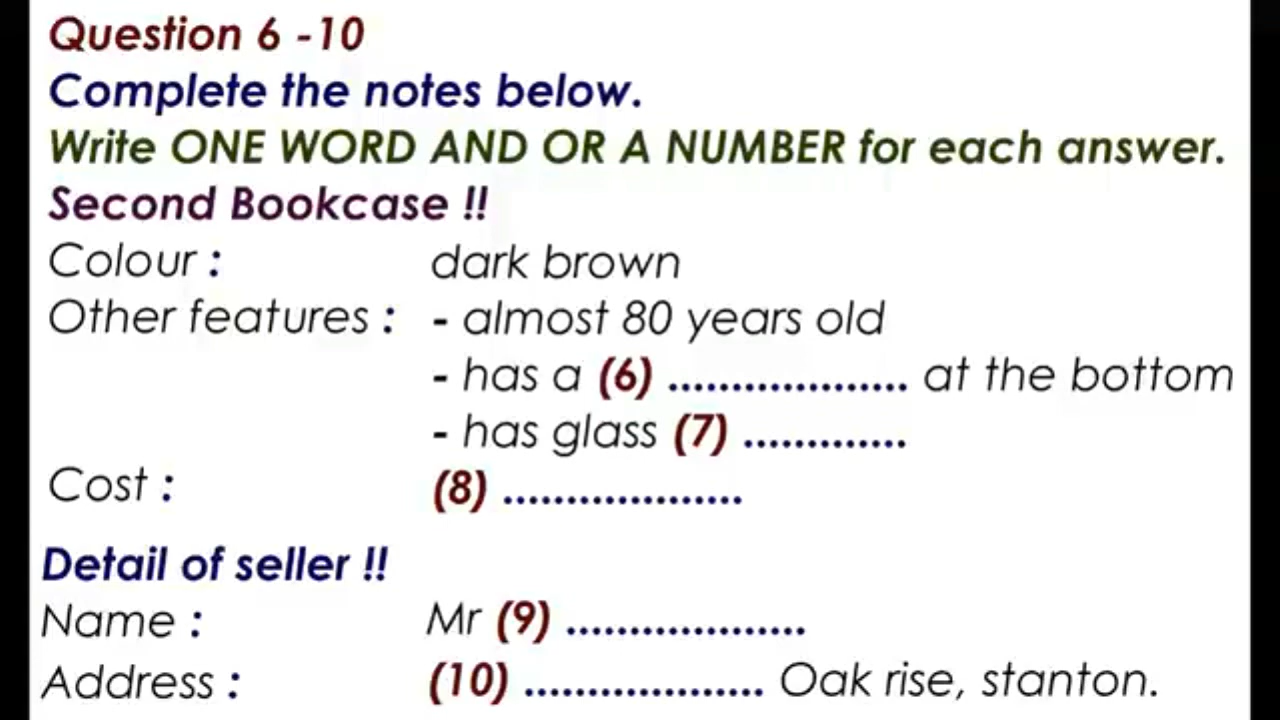 Question 6 -10
Complete the notes below.
Write ONE WORD AND OR A NUMBER for each answer.
Second Bookcase !!
Colour : dark brown
Other features : - almost 80 years old
- has a (6) ................... at the bottom
- has glass (7) .............
Cost : (8) ...................
Detail of seller !!
Name : Mr (9) ...................
Address : (10) ................... Oak rise, stanton.